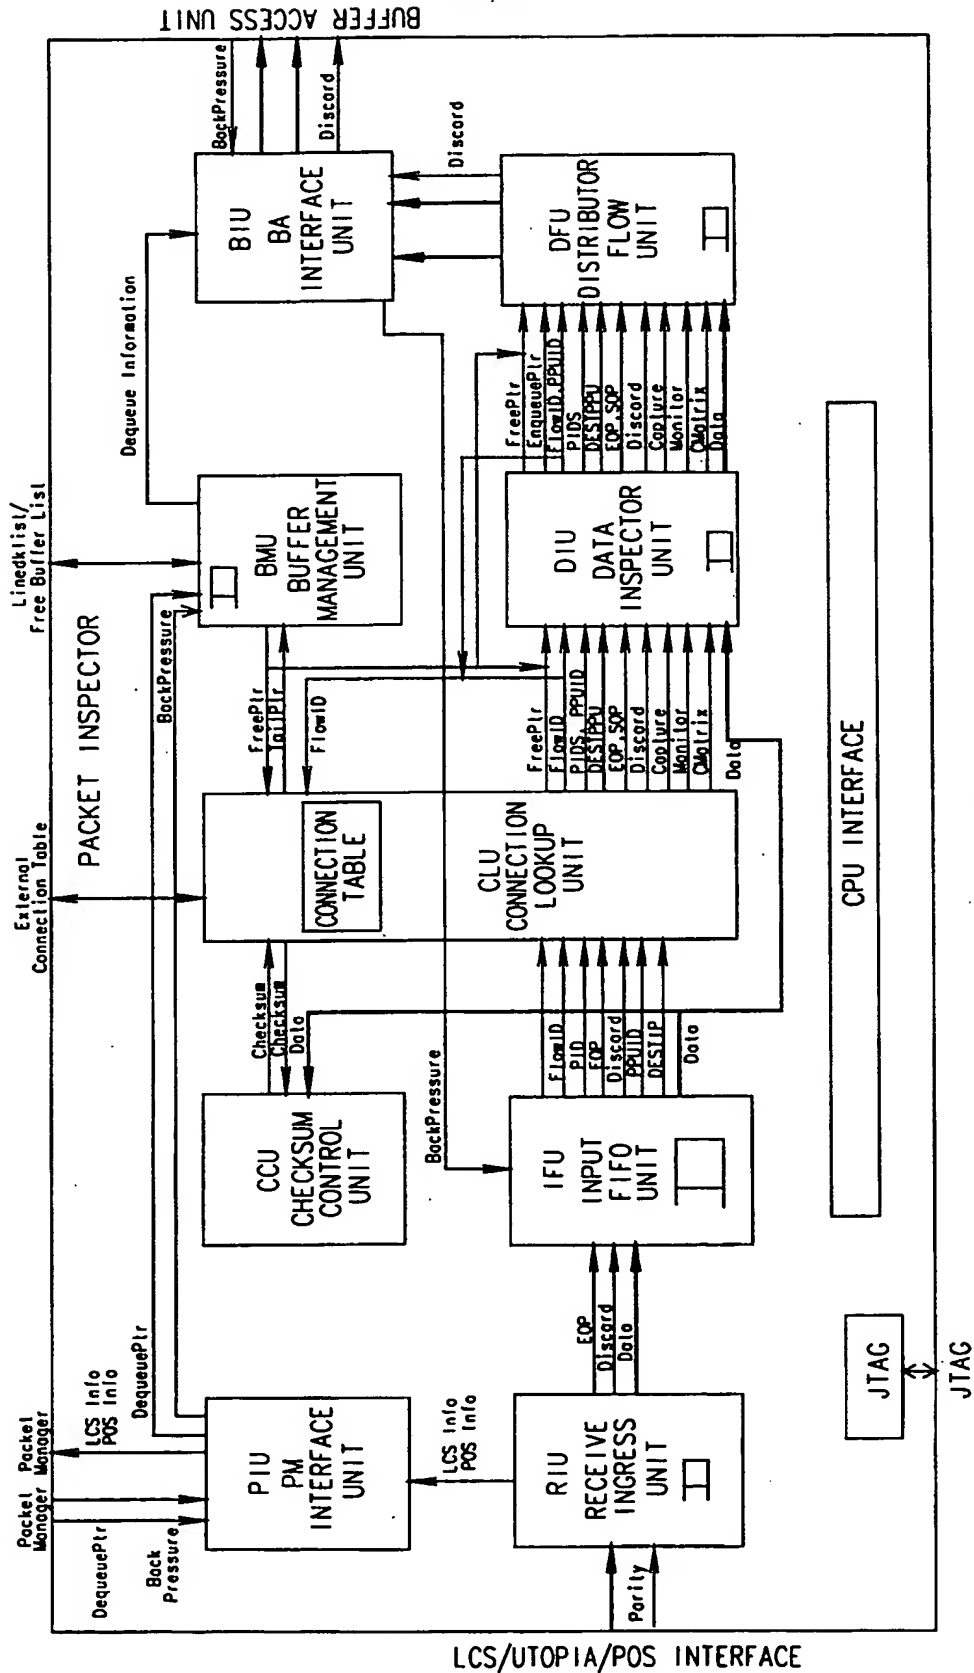 BUFFER ACCESS UNIT
PACKET INSPECTOR
Packet
Manager
Packet
Manager
DequeuePtr
Back
Pressure
LCS Info
POS Info
DequeuePtr
BackPressure
External
Connection Table
Linedklist/
Free Buffer List
Dequeue Information
BackPressure
Discard
PIU
PM
INTERFACE
UNIT
LCS Info
POS Info
CCU
CHECKSUM
CONTROL
UNIT
Checksum
Checksum
Data
CONNECTION
TABLE
CLU
CONNECTION
LOOKUP
UNIT
FreePtr
TailPtr
FlowID
BMU
BUFFER
MANAGEMENT
UNIT
BIU
BA
INTERFACE
UNIT
Discard
RIU
RECEIVE
INGRESS
UNIT
Parity
EOP
Discard
Data
BackPressure
IFU
INPUT
FIFO
UNIT
FlowID
PID
EOP
Discard
PPUID
DESTIP
Data
FreePtr
FlowID
PIDS, PPUID
DESTPPU
EOP,SOP
Discard
Capture
Monitor
CMatrix
Data
DIU
DATA
INSPECTOR
UNIT
FreePtr
EnqueuePtr
FlowID,PPUID
PIDS
DESTPPU
EOP,SOP
Discard
Capture
Monitor
CMatrix
Data
DFU
DISTRIBUTOR
FLOW
UNIT
CPU INTERFACE
JTAG
JTAG
LCS/UTOPIA/POS INTERFACE